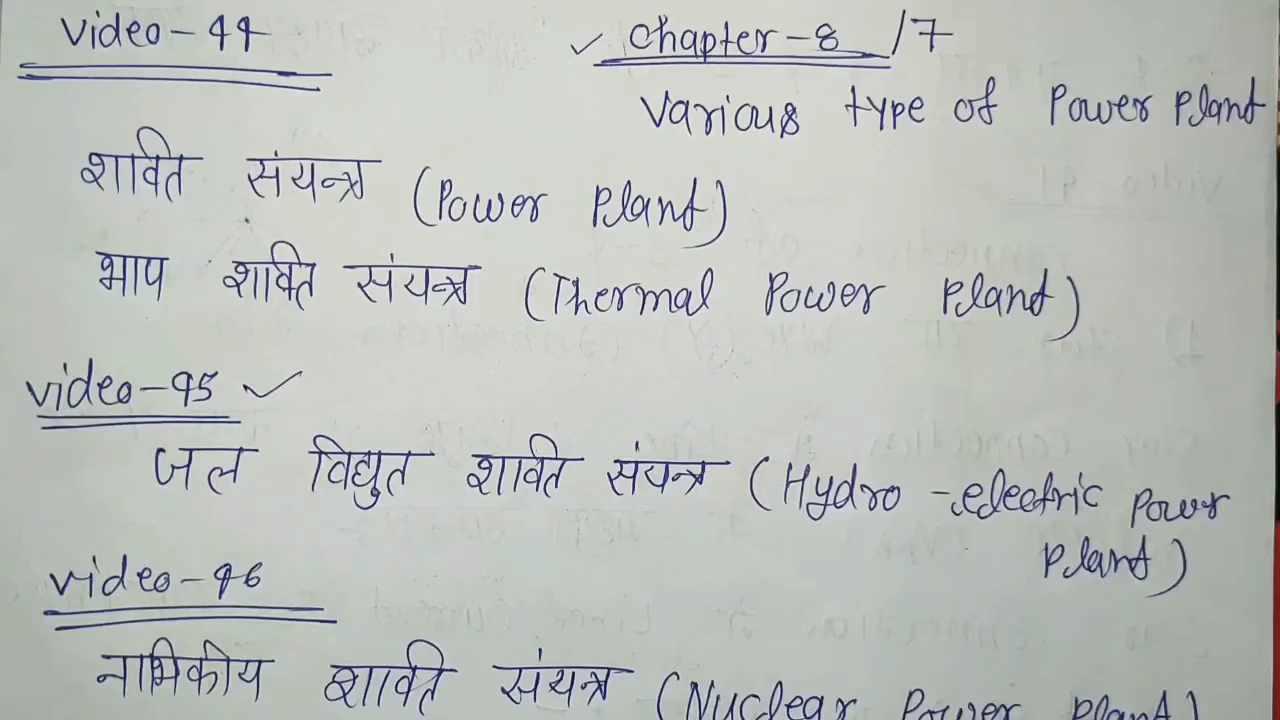 Video-44
✓ Chapter-8 /7
Various type of Power Plant
शक्ति संयन्त्र (Power Plant)
भाप शक्ति संयन्त्र (Thermal Power Plant)
video-45 ✓
जल विद्युत शक्ति संयन्त्र (Hydro-electric Power
Plant)
video-46
नाभिकीय शक्ति संयन्त्र (Nuclear Power Plant)